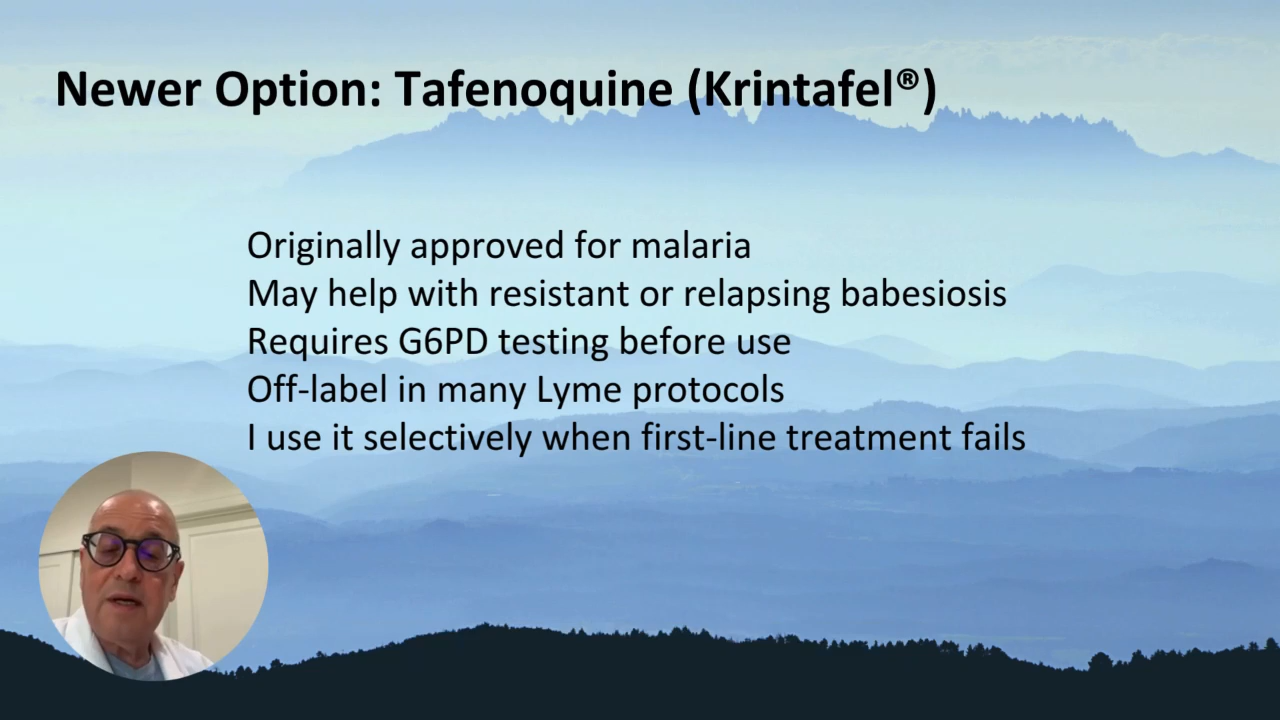 Newer Option: Tafenoquine (Krintafel®)
Originally approved for malaria
May help with resistant or relapsing babesiosis
Requires G6PD testing before use
Off-label in many Lyme protocols
I use it selectively when first-line treatment fails